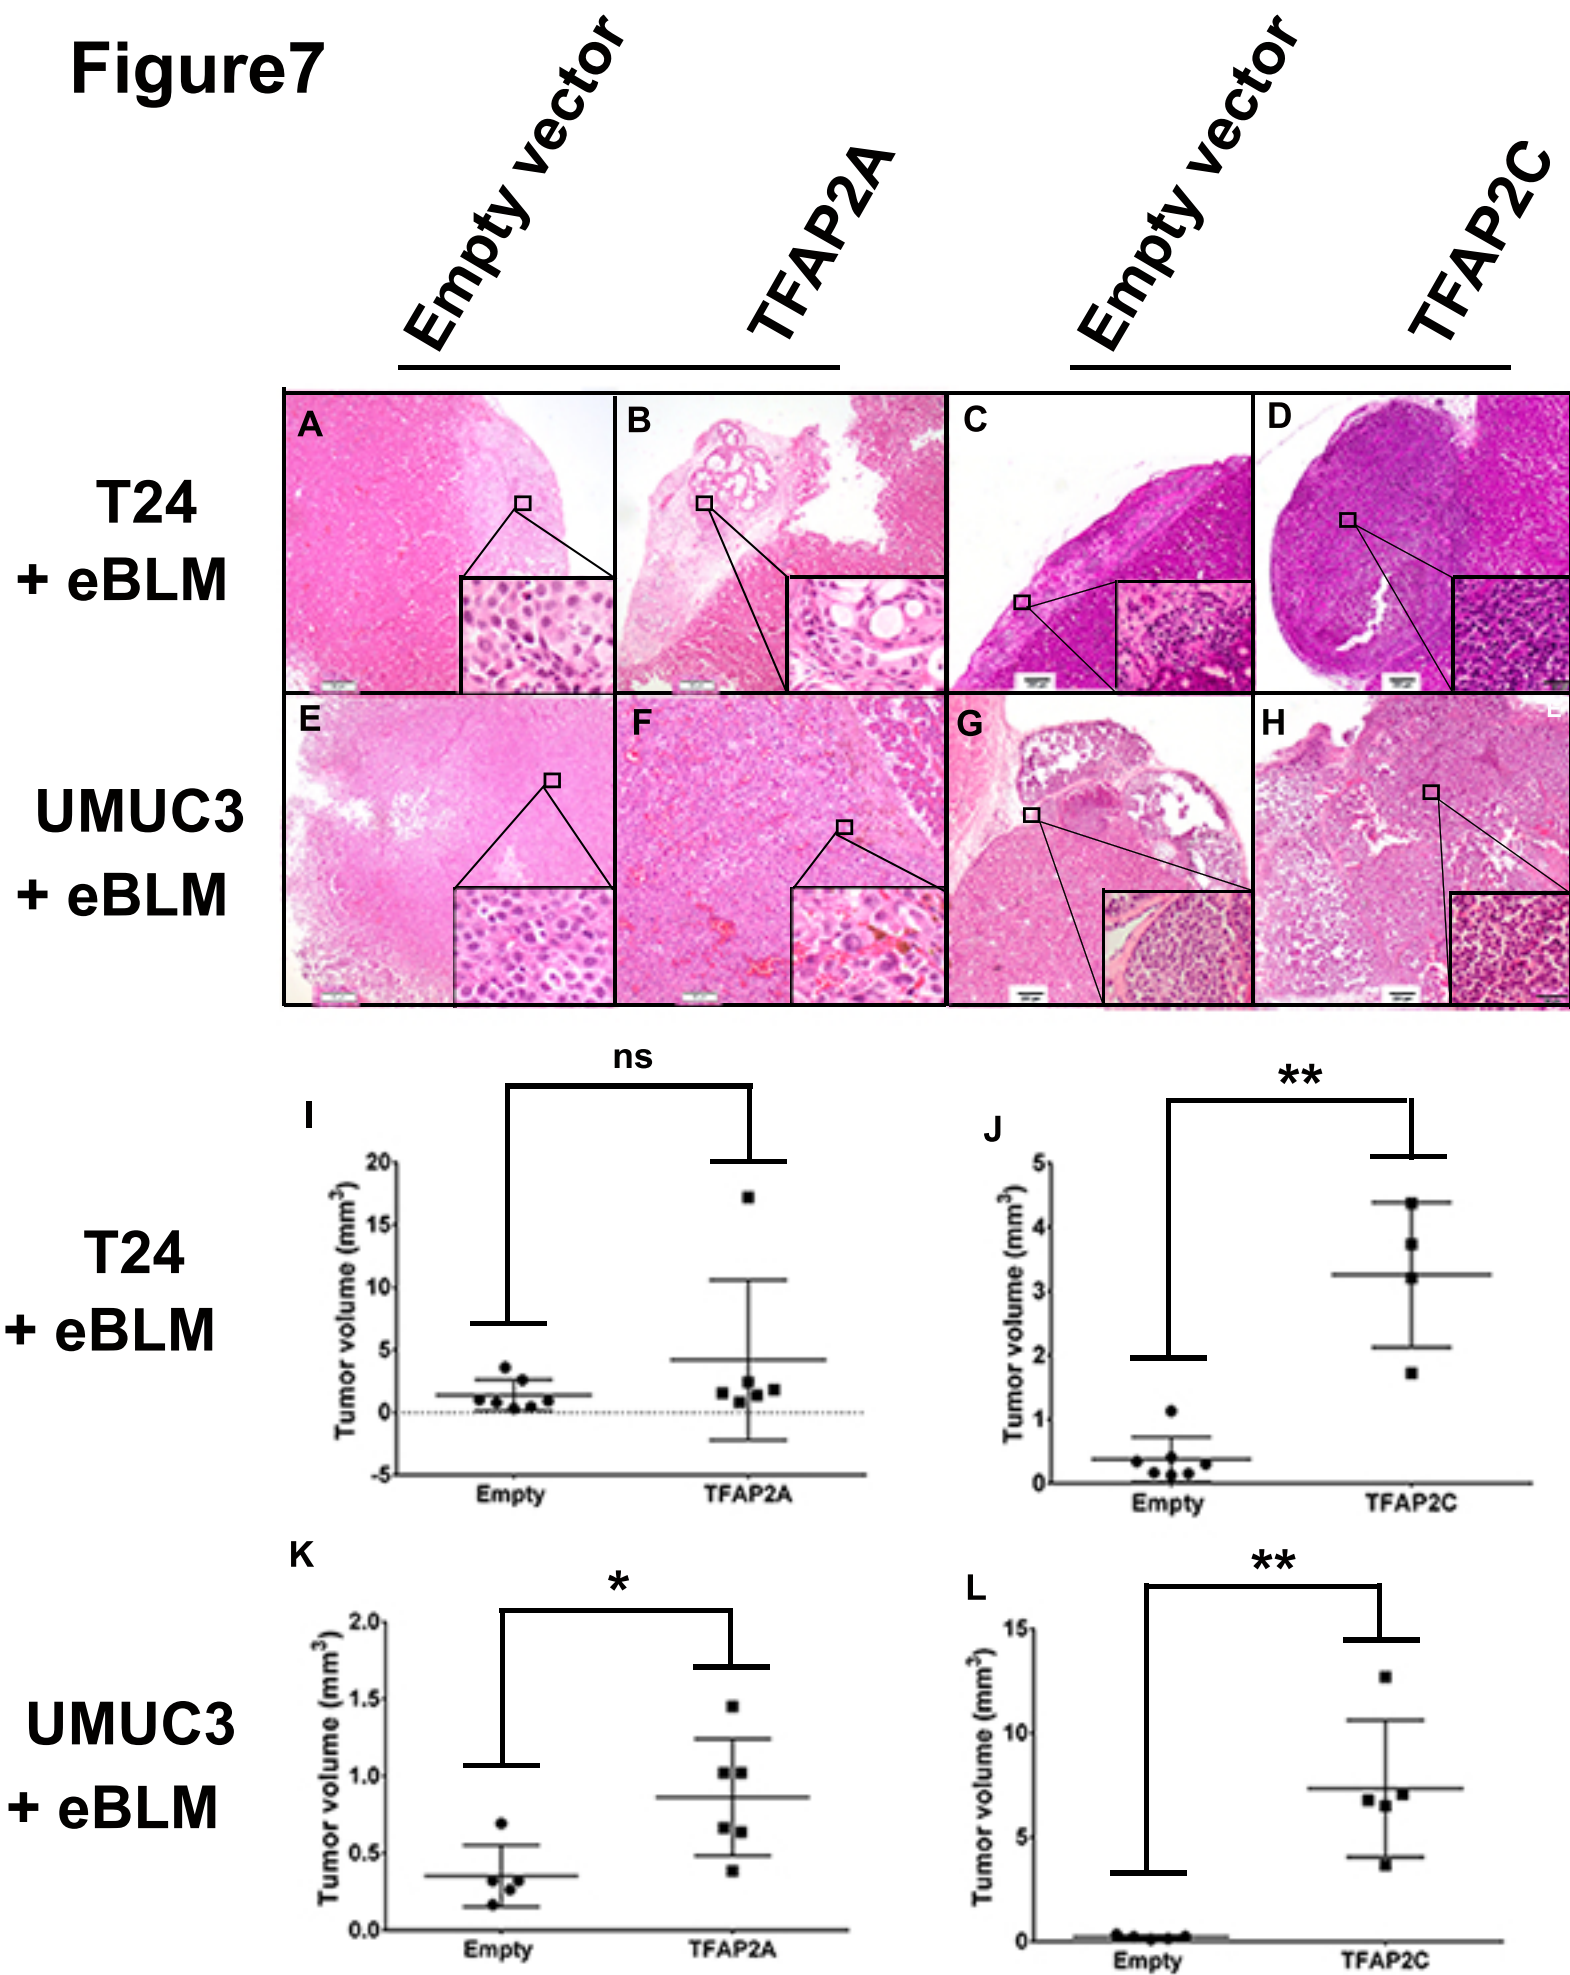 Figure7
Empty vector
TFAP2A
Empty vector
TFAP2C
T24
+ eBLM
A
B
C
D
UMUC3
+ eBLM
E
F
G
H
E
T24
+ eBLM
I
ns
Tumor volume (mm³)
20
15
10
5
0
-5
Empty
TFAP2A
J
**
Tumor volume (mm³)
5
4
3
2
1
0
Empty
TFAP2C
UMUC3
+ eBLM
K
*
Tumor volume (mm³)
2.0
1.5
1.0
0.5
0.0
Empty
TFAP2A
L
**
Tumor volume (mm³)
15
10
5
0
Empty
TFAP2C